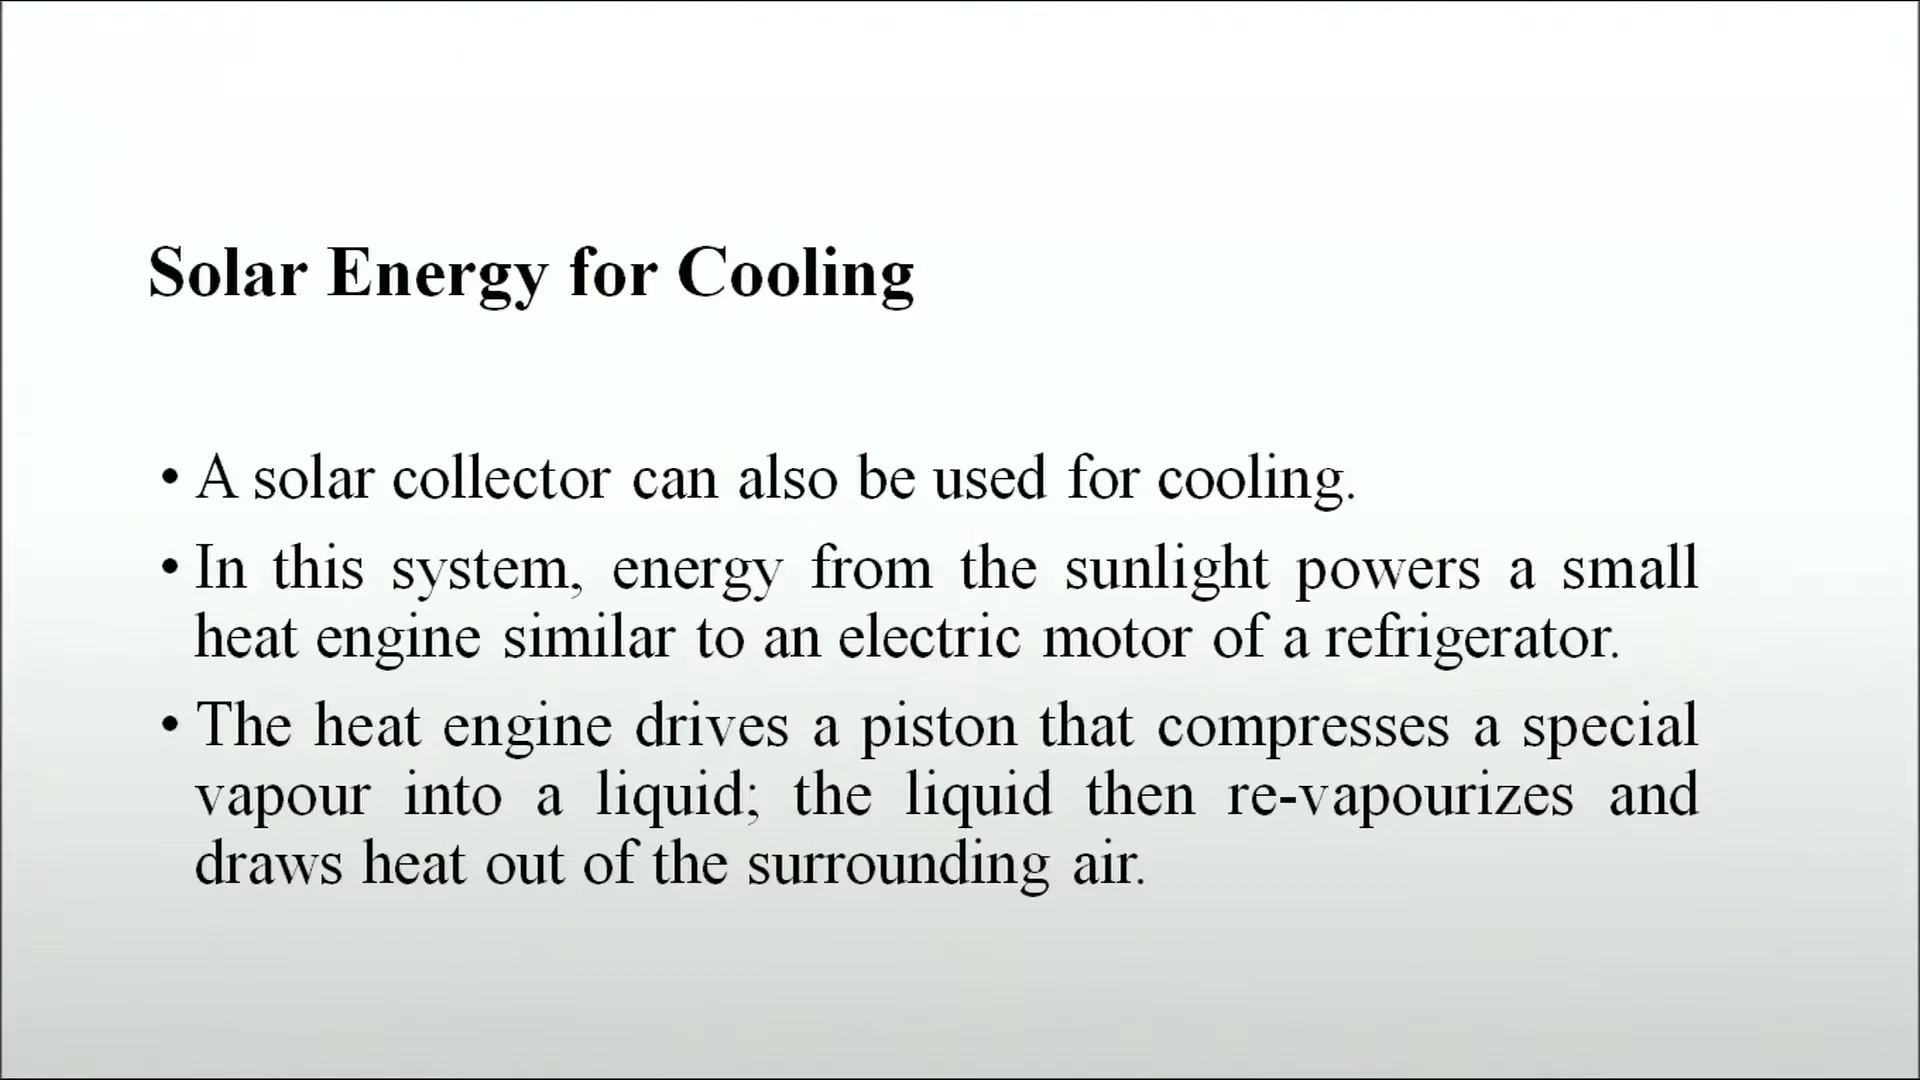 Solar Energy for Cooling
• A solar collector can also be used for cooling.
• In this system, energy from the sunlight powers a small
heat engine similar to an electric motor of a refrigerator.
• The heat engine drives a piston that compresses a special
vapour into a liquid; the liquid then re-vapourizes and
draws heat out of the surrounding air.